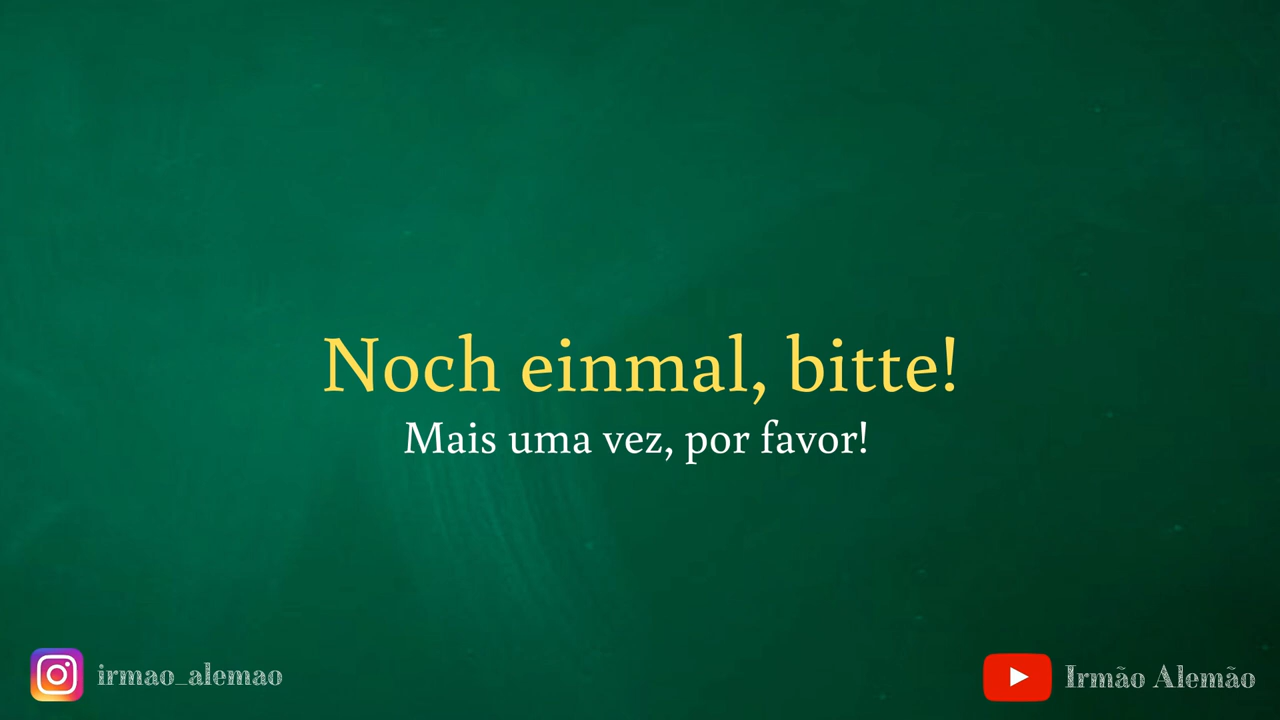 Noch einmal, bitte!
Mais uma vez, por favor!
irmao_alemao
Irmão Alemão